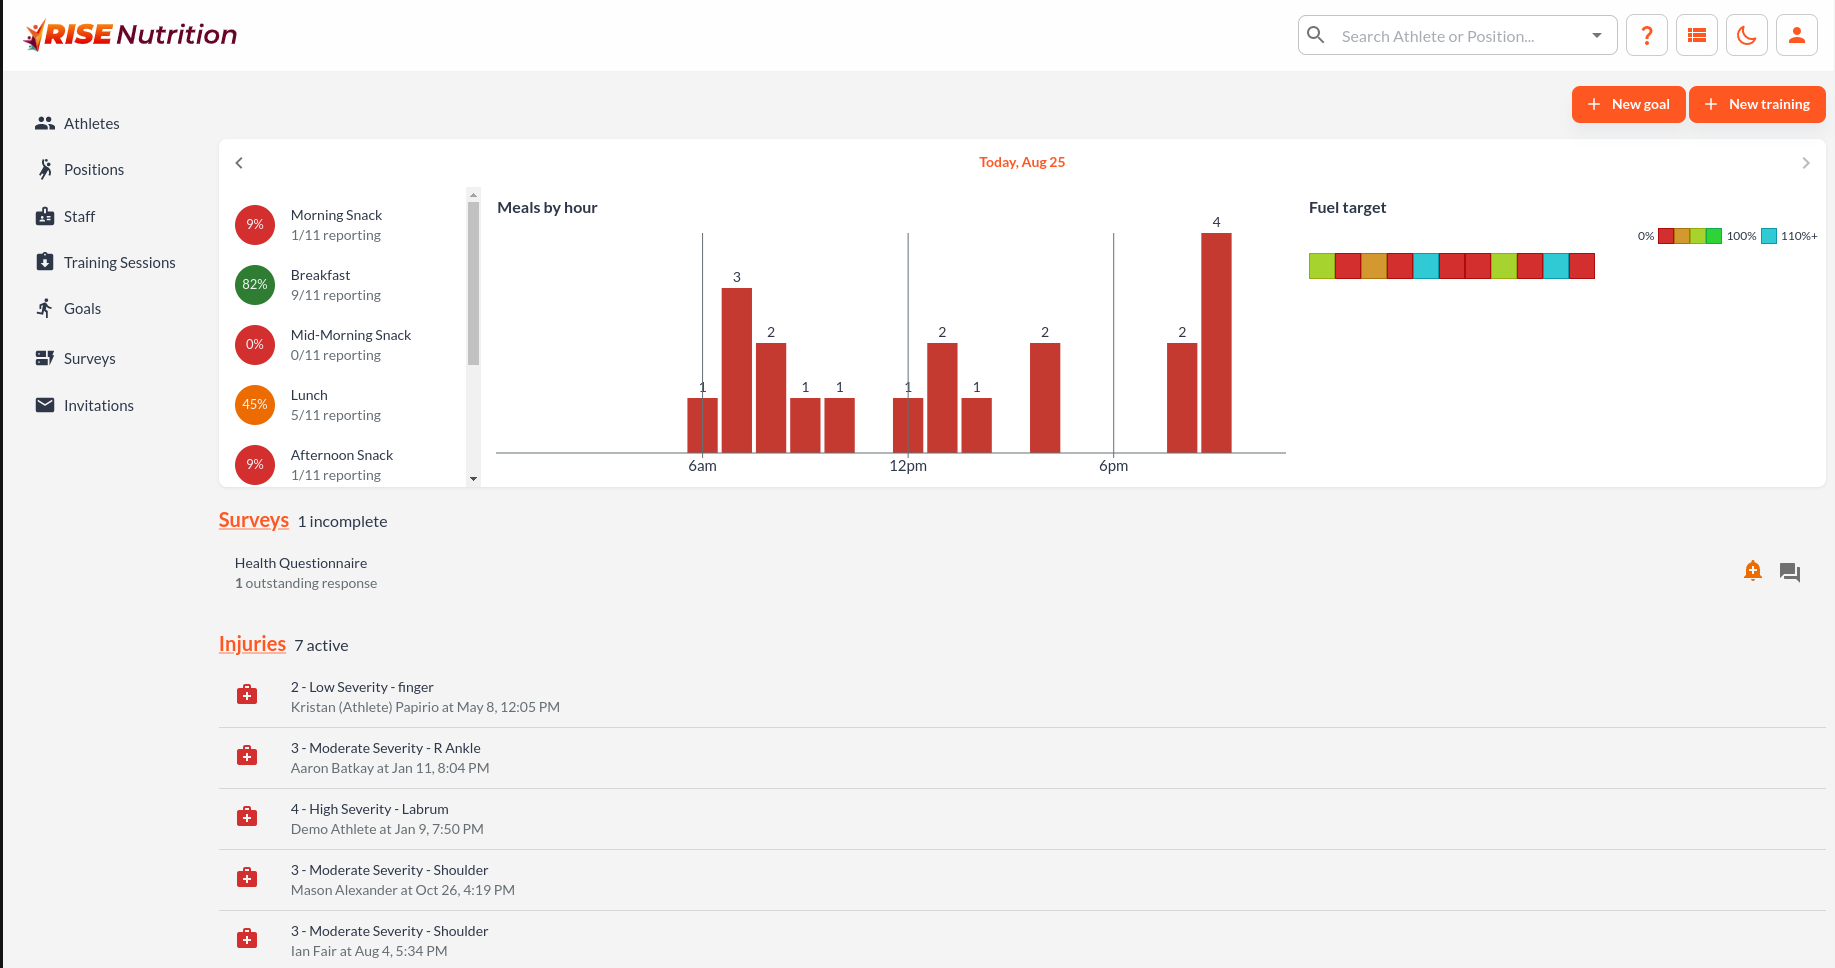 RISE Nutrition
Search Athlete or Position...
?
Athletes
Positions
Staff
Training Sessions
Goals
Surveys
Invitations
+ New goal
+ New training
Today, Aug 25
9%
Morning Snack
1/11 reporting
82%
Breakfast
9/11 reporting
0%
Mid-Morning Snack
0/11 reporting
45%
Lunch
5/11 reporting
9%
Afternoon Snack
1/11 reporting
Meals by hour
1 3 2 1 1 1 2 1 2 2 4
6am 12pm 6pm
Fuel target
0% 100% 110%+
Surveys 1 incomplete
Health Questionnaire
1 outstanding response
Injuries 7 active
2 - Low Severity - finger
Kristan (Athlete) Papirio at May 8, 12:05 PM
3 - Moderate Severity - R Ankle
Aaron Batkay at Jan 11, 8:04 PM
4 - High Severity - Labrum
Demo Athlete at Jan 9, 7:50 PM
3 - Moderate Severity - Shoulder
Mason Alexander at Oct 26, 4:19 PM
3 - Moderate Severity - Shoulder
Ian Fair at Aug 4, 5:34 PM